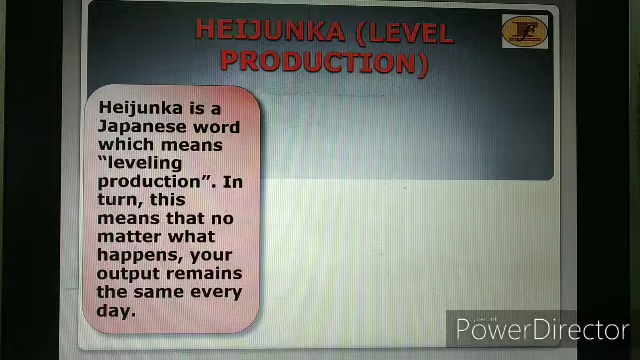 HEIJUNKA (LEVEL
PRODUCTION)
Heijunka is a
Japanese word
which means
“leveling
production”. In
turn, this
means that no
matter what
happens, your
output remains
the same every
day.
PowerDirector